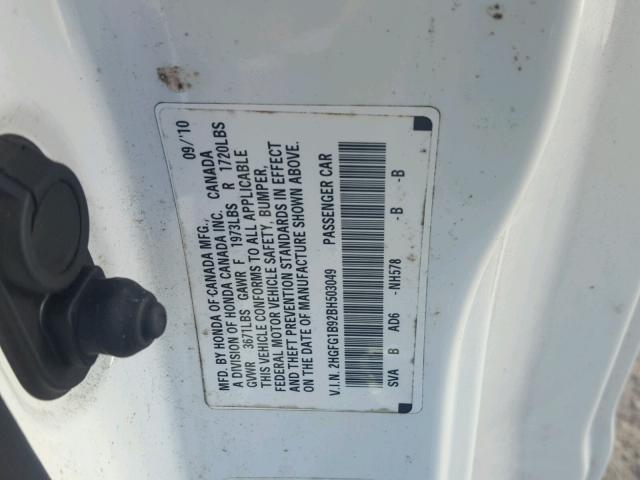 09/'10
MFD. BY HONDA OF CANADA MFG.,
A DIVISION OF HONDA CANADA INC. CANADA
GVWR 3671LBS GAWR F 1973LBS R 1720LBS
THIS VEHICLE CONFORMS TO ALL APPLICABLE
FEDERAL MOTOR VEHICLE SAFETY, BUMPER,
AND THEFT PREVENTION STANDARDS IN EFFECT
ON THE DATE OF MANUFACTURE SHOWN ABOVE.
V.I.N. 2HGFG1B92BH503049 PASSENGER CAR
SVA B AD6 -NH578 -B -B